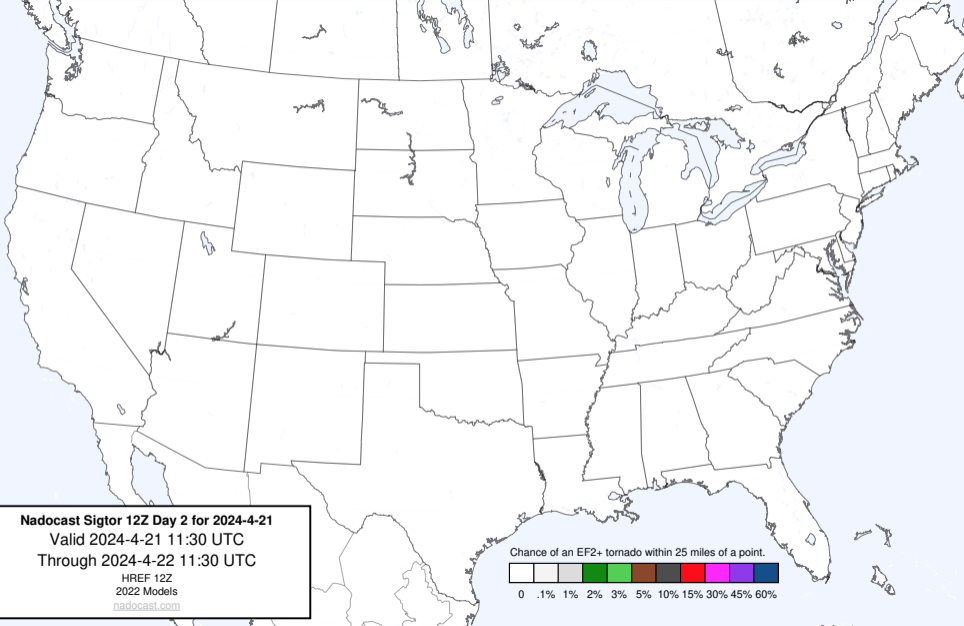 Nadocast Sigtor 12Z Day 2 for 2024-4-21
Valid 2024-4-21 11:30 UTC
Through 2024-4-22 11:30 UTC
HREF 12Z
2022 Models
nadocast.com
Chance of an EF2+ tornado within 25 miles of a point.
0 .1% 1% 2% 3% 5% 10% 15% 30% 45% 60%